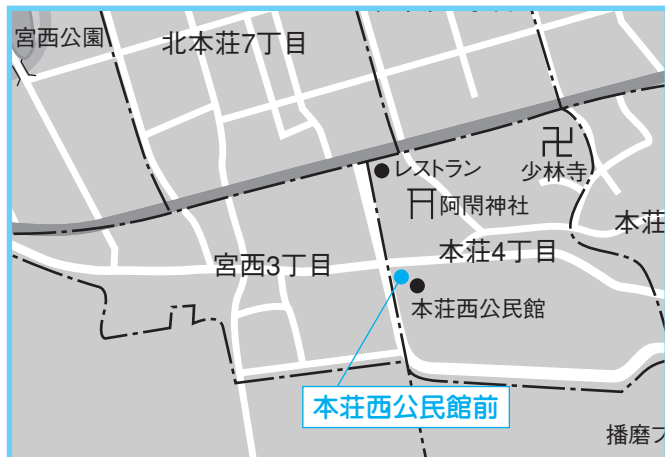 宮西公園
北本荘7丁目
レストラン
少林寺
阿閇神社
本荘
宮西3丁目
本荘4丁目
本荘西公民館
本荘西公民館前
播磨フ